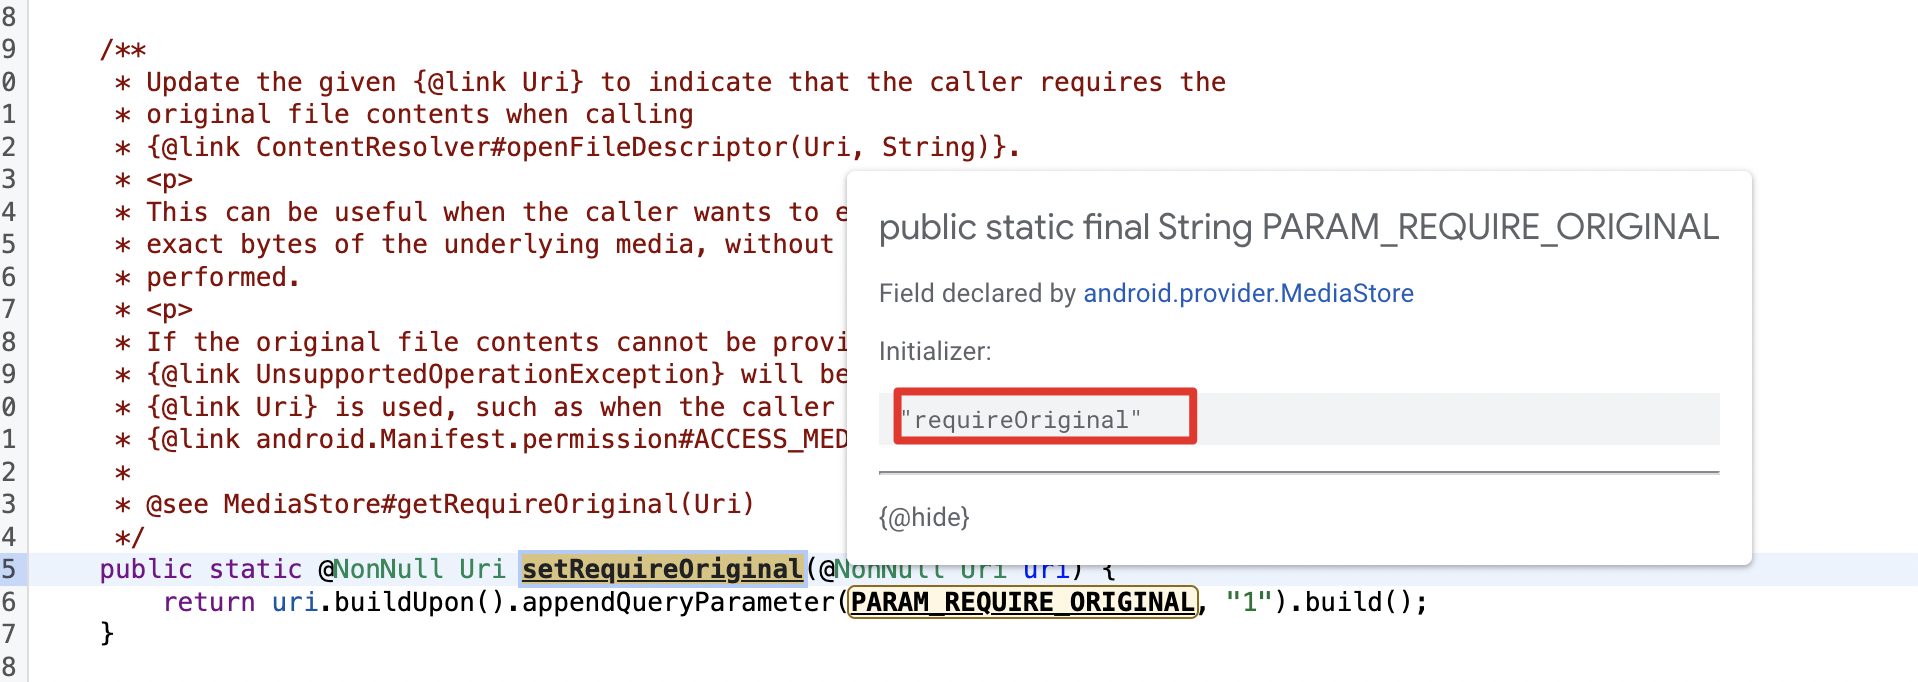 8
9 /**
0 * Update the given {@link Uri} to indicate that the caller requires the
1 * original file contents when calling
2 * {@link ContentResolver#openFileDescriptor(Uri, String)}.
3 * <p>
4 * This can be useful when the caller wants to e
5 * exact bytes of the underlying media, without
6 * performed.
7 * <p>
8 * If the original file contents cannot be provi
9 * {@link UnsupportedOperationException} will be
0 * {@link Uri} is used, such as when the caller
1 * {@link android.Manifest.permission#ACCESS_MED
2 *
3 * @see MediaStore#getRequireOriginal(Uri)
4 */
5 public static @NonNull Uri setRequireOriginal(@NonNull Uri uri) {
6 return uri.buildUpon().appendQueryParameter(PARAM_REQUIRE_ORIGINAL, "1").build();
7 }
8
public static final String PARAM_REQUIRE_ORIGINAL
Field declared by android.provider.MediaStore
Initializer:
"requireOriginal"
{@hide}